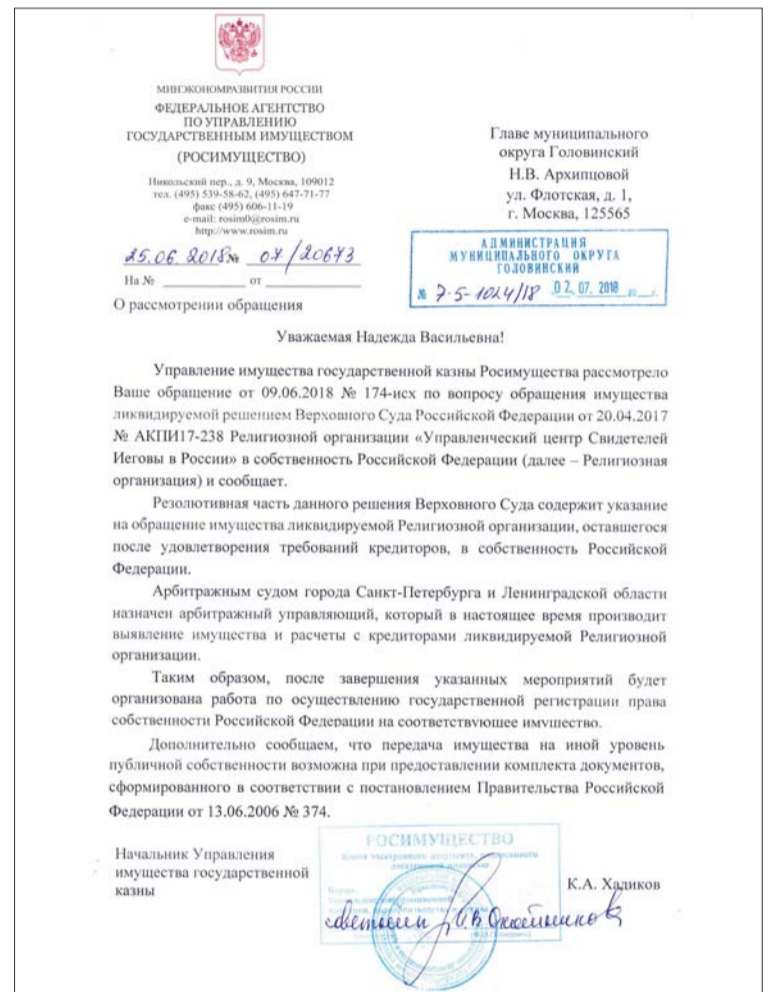 МИНЭКОНОМРАЗВИТИЯ РОССИИ
ФЕДЕРАЛЬНОЕ АГЕНТСТВО
ПО УПРАВЛЕНИЮ
ГОСУДАРСТВЕННЫМ ИМУЩЕСТВОМ
(РОСИМУЩЕСТВО)
Никольский пер., д. 9, Москва, 109012
тел. (495) 539-58-62, (495) 647-71-77
факс (495) 606-11-19
e-mail: rosim0@rosim.ru
http://www.rosim.ru
25.06.2018 № 07/20673
На № от
О рассмотрении обращения
Главе муниципального
округа Головинский
Н.В. Архипцовой
ул. Флотская, д. 1,
г. Москва, 125565
АДМИНИСТРАЦИЯ
МУНИЦИПАЛЬНОГО ОКРУГА
ГОЛОВИНСКИЙ
№ 7-5-1024/18 02.07.2018 г.
Уважаемая Надежда Васильевна!
Управление имущества государственной казны Росимущества рассмотрело
Ваше обращение от 09.06.2018 № 174-исх по вопросу обращения имущества
ликвидируемой решением Верховного Суда Российской Федерации от 20.04.2017
№ АКПИ17-238 Религиозной организации «Управленческий центр Свидетелей
Иеговы в России» в собственность Российской Федерации (далее – Религиозная
организация) и сообщает.
Резолютивная часть данного решения Верховного Суда содержит указание
на обращение имущества ликвидируемой Религиозной организации, оставшегося
после удовлетворения требований кредиторов, в собственность Российской
Федерации.
Арбитражным судом города Санкт-Петербурга и Ленинградской области
назначен арбитражный управляющий, который в настоящее время производит
выявление имущества и расчеты с кредиторами ликвидируемой Религиозной
организации.
Таким образом, после завершения указанных мероприятий будет
организована работа по осуществлению государственной регистрации права
собственности Российской Федерации на соответствующее имущество.
Дополнительно сообщаем, что передача имущества на иной уровень
публичной собственности возможна при предоставлении комплекта документов,
сформированного в соответствии с постановлением Правительства Российской
Федерации от 13.06.2006 № 374.
Начальник Управления
имущества государственной
казны
РОСИМУЩЕСТВО
Копия электронного документа, подписанного
электронной подписью
К.А. Хадиков